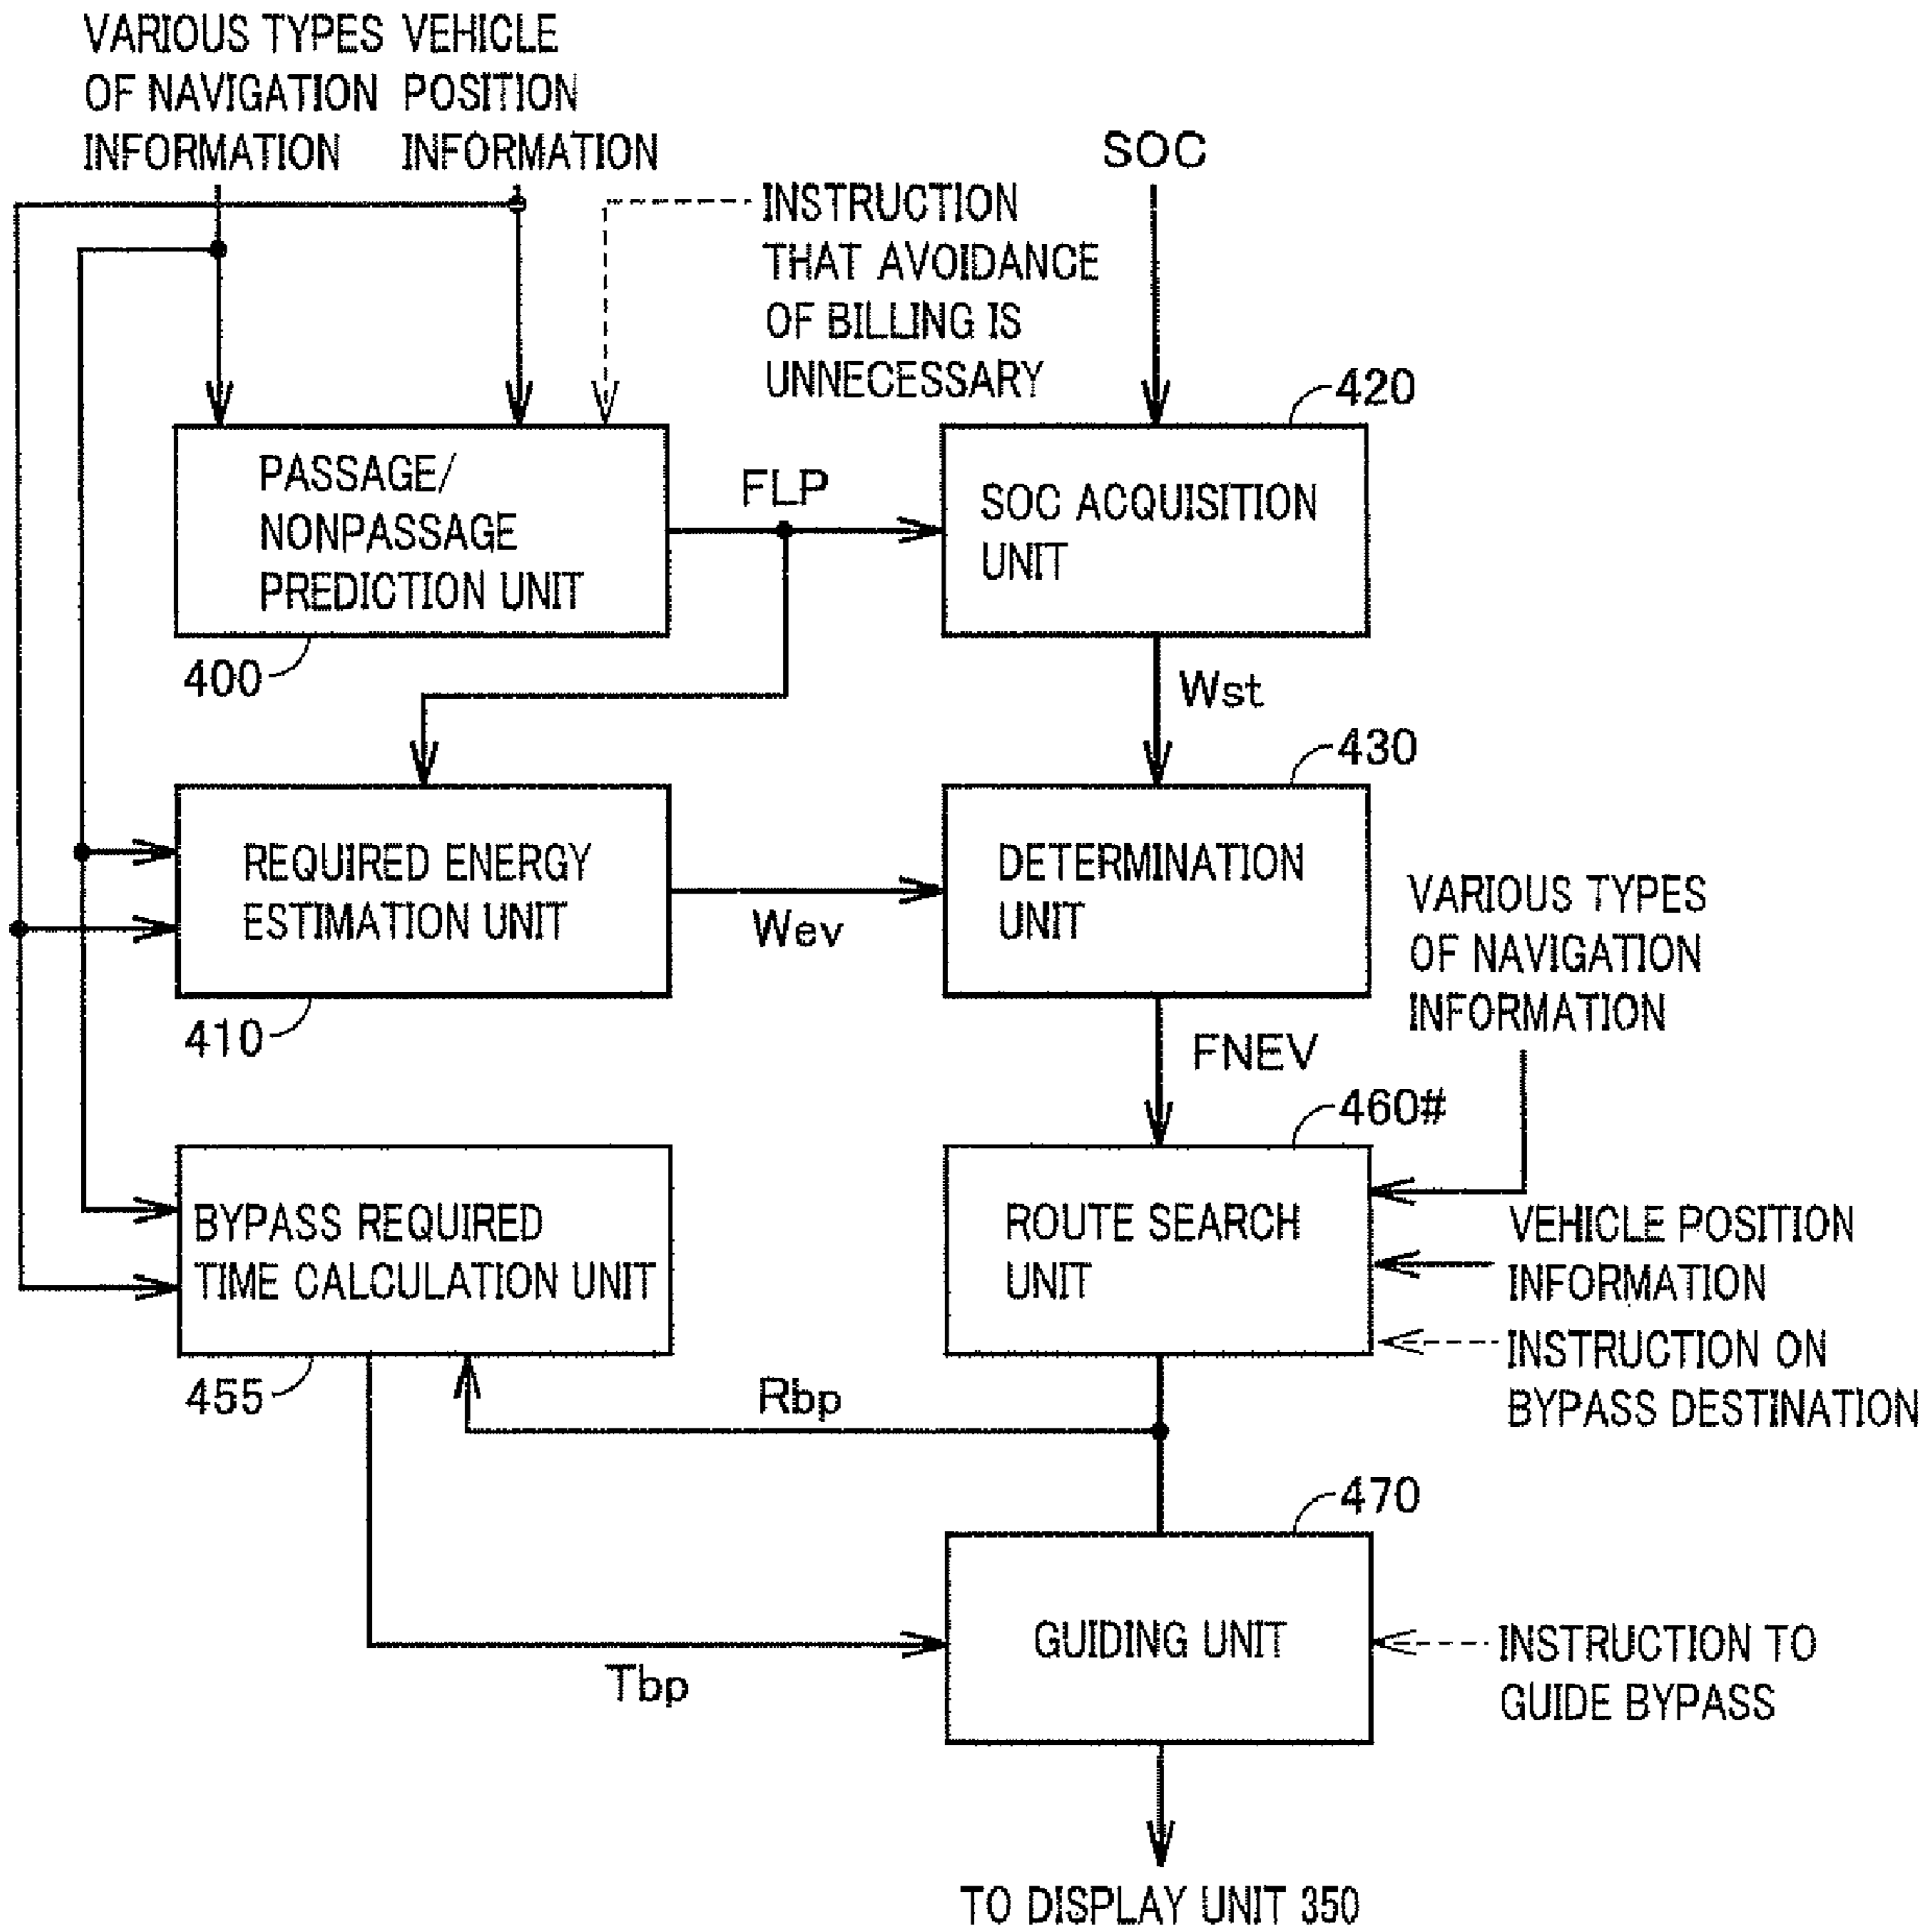 VARIOUS TYPES
OF NAVIGATION
INFORMATION
VEHICLE
POSITION
INFORMATION
INSTRUCTION
THAT AVOIDANCE
OF BILLING IS
UNNECESSARY
SOC
420
PASSAGE/
NONPASSAGE
PREDICTION UNIT
400
FLP
SOC ACQUISITION
UNIT
Wst
430
REQUIRED ENERGY
ESTIMATION UNIT
410
Wev
DETERMINATION
UNIT
VARIOUS TYPES
OF NAVIGATION
INFORMATION
FNEV
460#
BYPASS REQUIRED
TIME CALCULATION UNIT
455
ROUTE SEARCH
UNIT
VEHICLE POSITION
INFORMATION
INSTRUCTION ON
BYPASS DESTINATION
Rbp
470
Tbp
GUIDING UNIT
INSTRUCTION TO
GUIDE BYPASS
TO DISPLAY UNIT 350